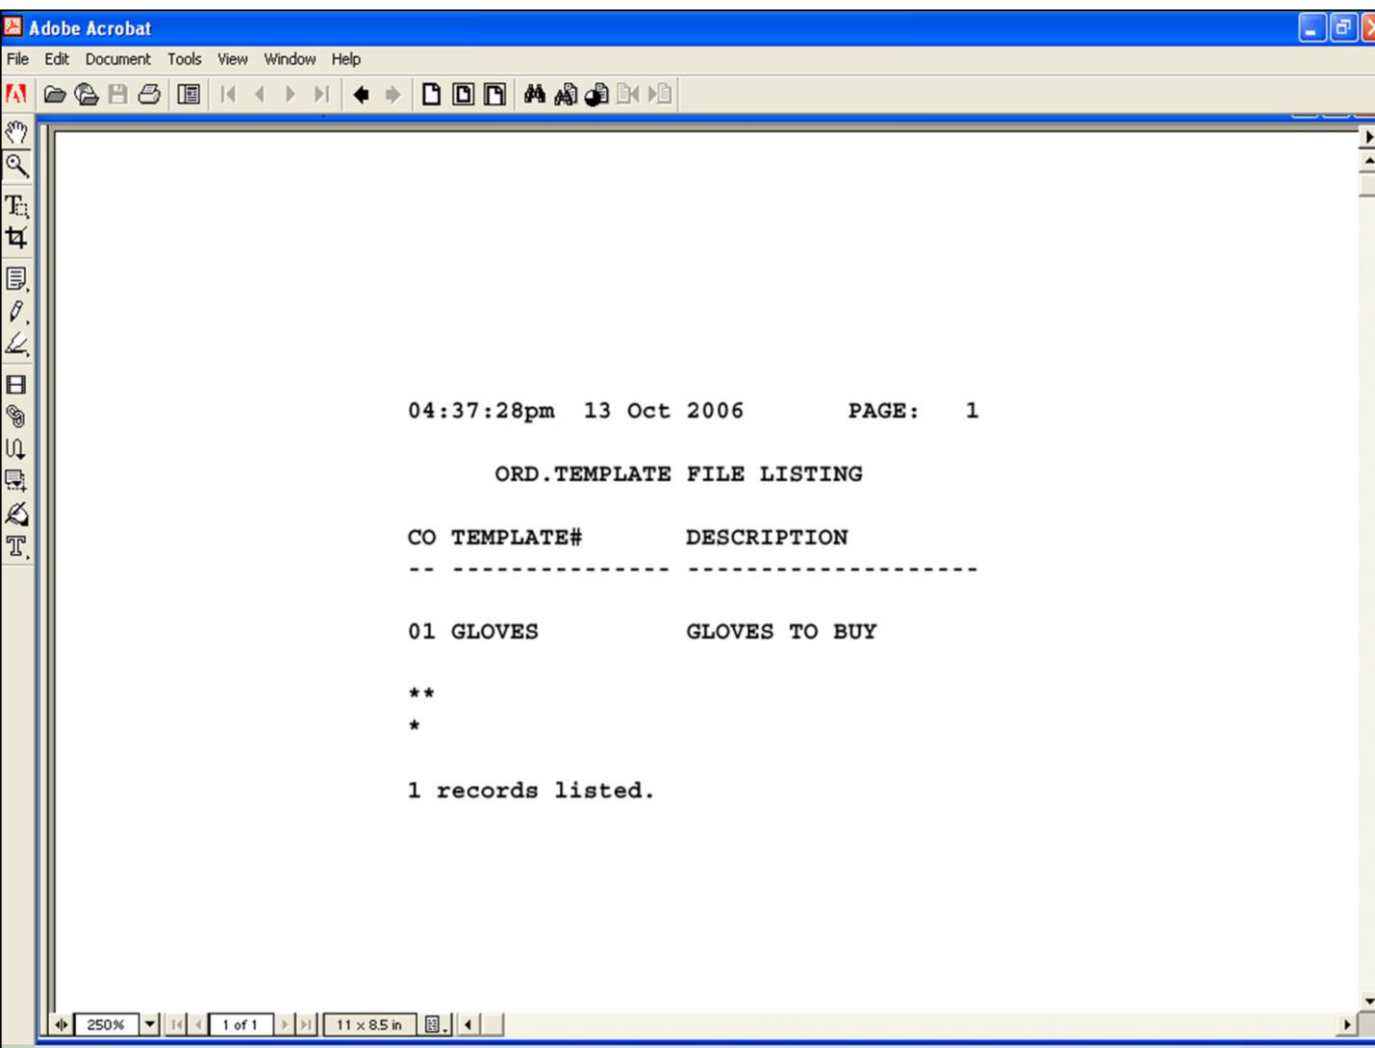 Adobe Acrobat
File Edit Document Tools View Window Help
04:37:28pm 13 Oct 2006 PAGE: 1
ORD.TEMPLATE FILE LISTING
CO TEMPLATE# DESCRIPTION
-- --------------- --------------------
01 GLOVES GLOVES TO BUY
**
*
1 records listed.
250% 1 of 1 11 x 8.5 in